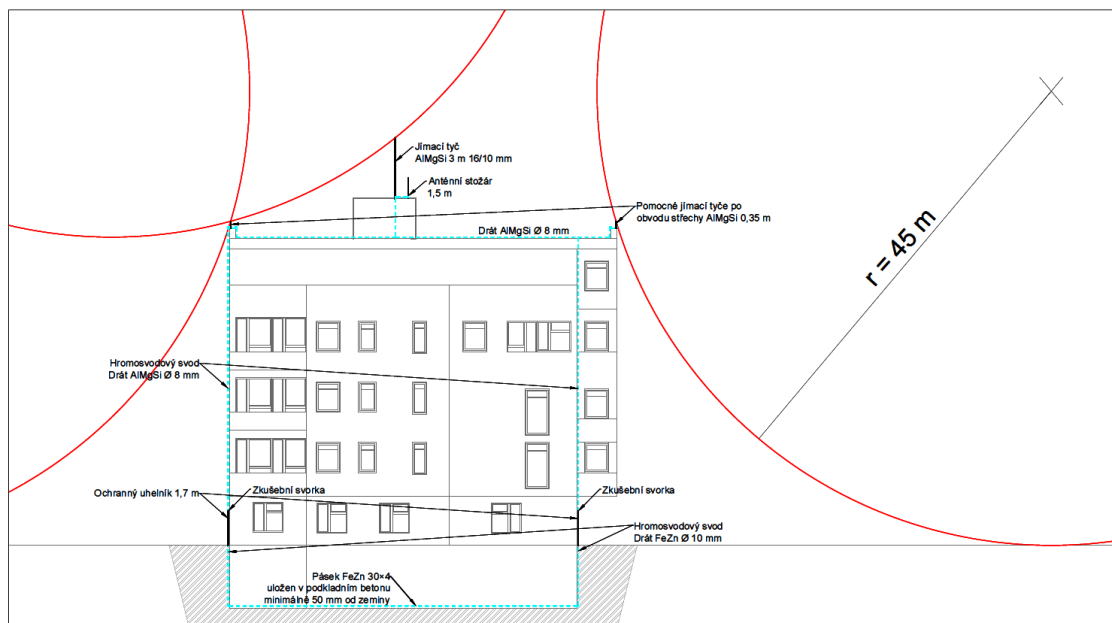 Jímací tyč
AlMgSi 3 m 16/10 mm
Anténní stožár
1,5 m
Pomocné jímací tyče po
obvodu střechy AlMgSi 0,35 m
Drát AlMgSi Ø 8 mm
r = 45 m
Hromosvodový svod
Drát AlMgSi Ø 8 mm
Ochranný uhelník 1,7 m
Zkušební svorka
Zkušební svorka
Hromosvodový svod
Drát FeZn Ø 10 mm
Pásek FeZn 30×4
uložen v podkladním betonu
minimálně 50 mm od zeminy